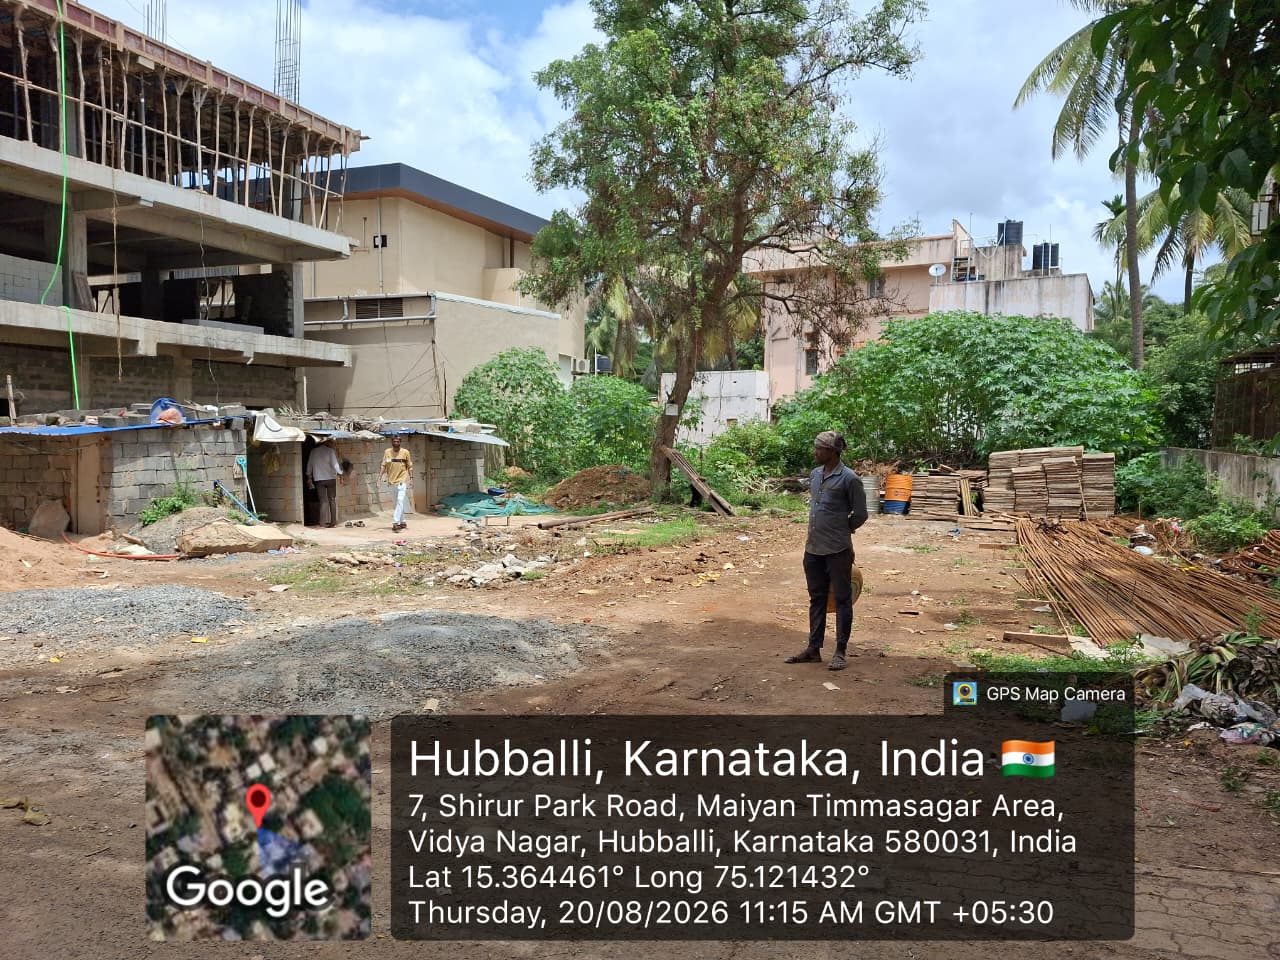 GPS Map Camera
Hubballi, Karnataka, India 🇮🇳
7, Shirur Park Road, Maiyan Timmasagar Area,
Vidya Nagar, Hubballi, Karnataka 580031, India
Lat 15.364461° Long 75.121432°
Thursday, 20/08/2026 11:15 AM GMT +05:30
Google